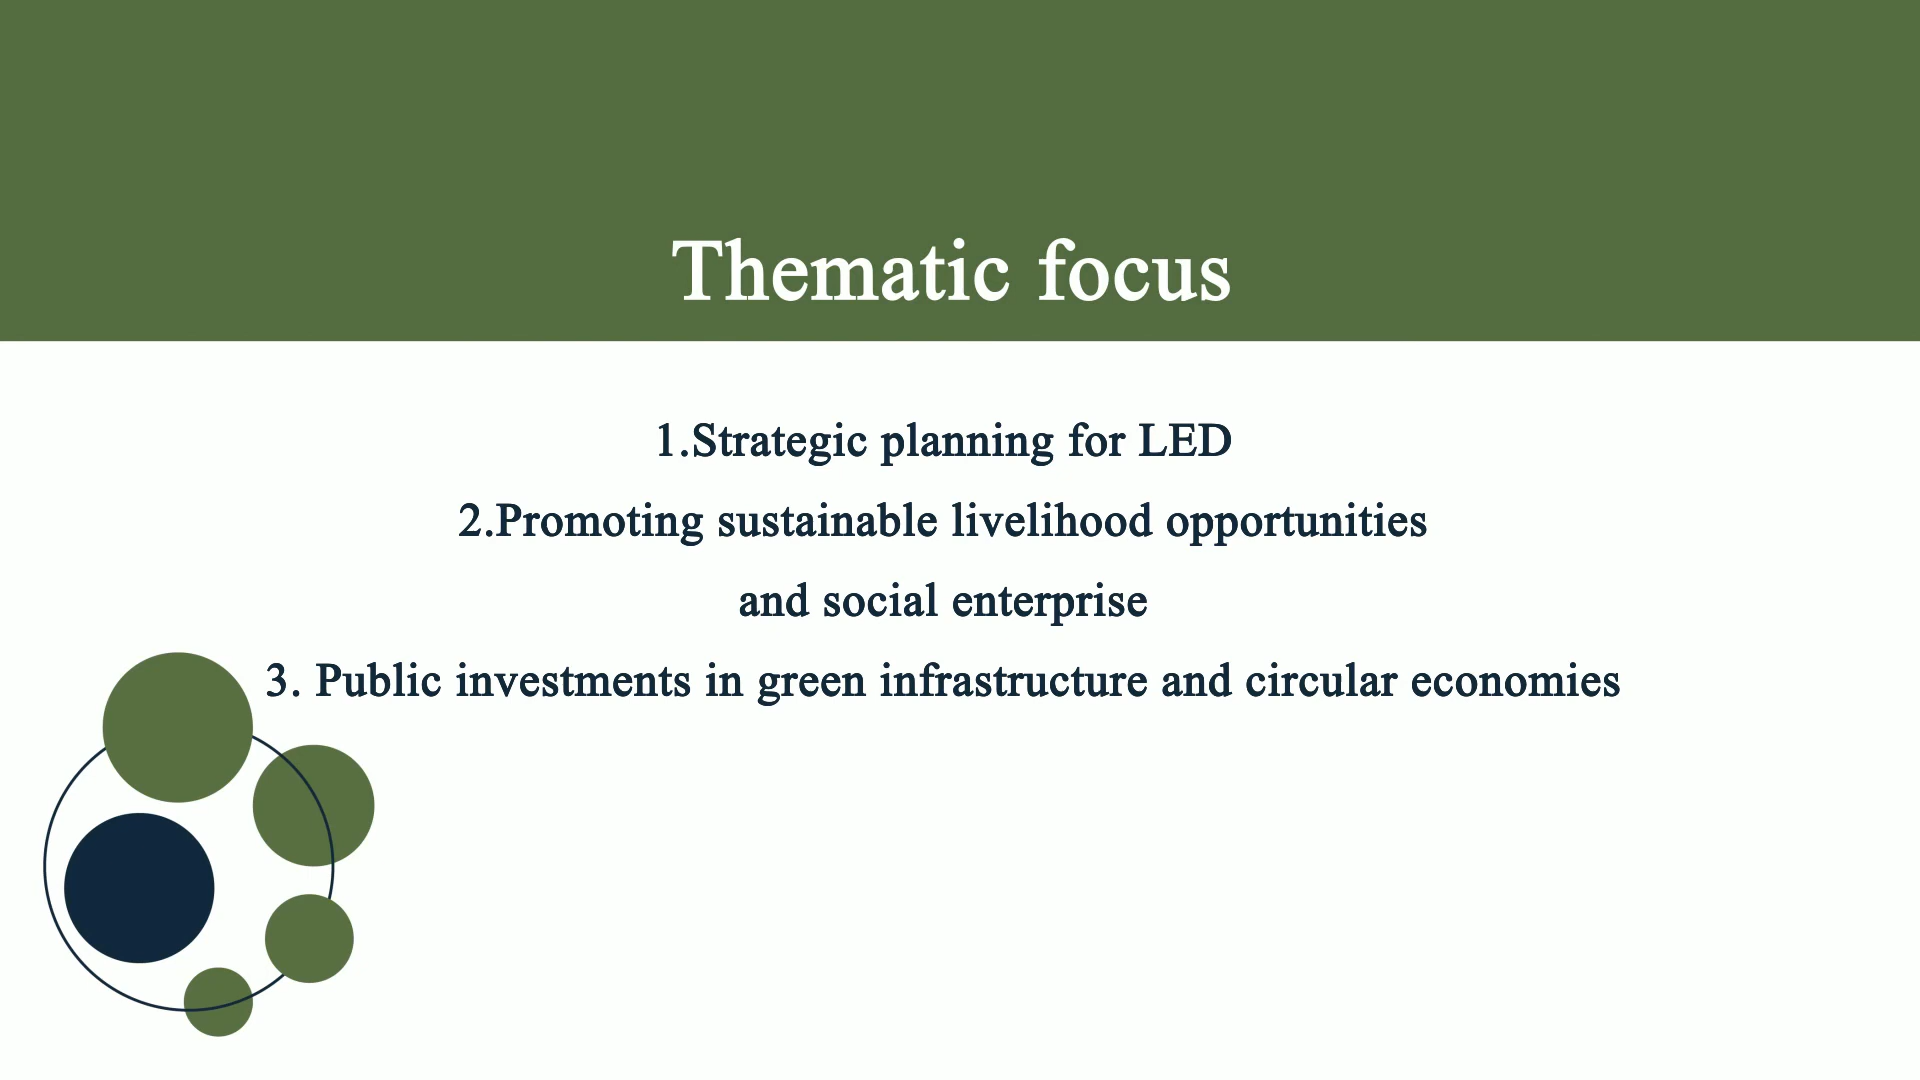 Thematic focus
1.Strategic planning for LED
2.Promoting sustainable livelihood opportunities
and social enterprise
3. Public investments in green infrastructure and circular economies